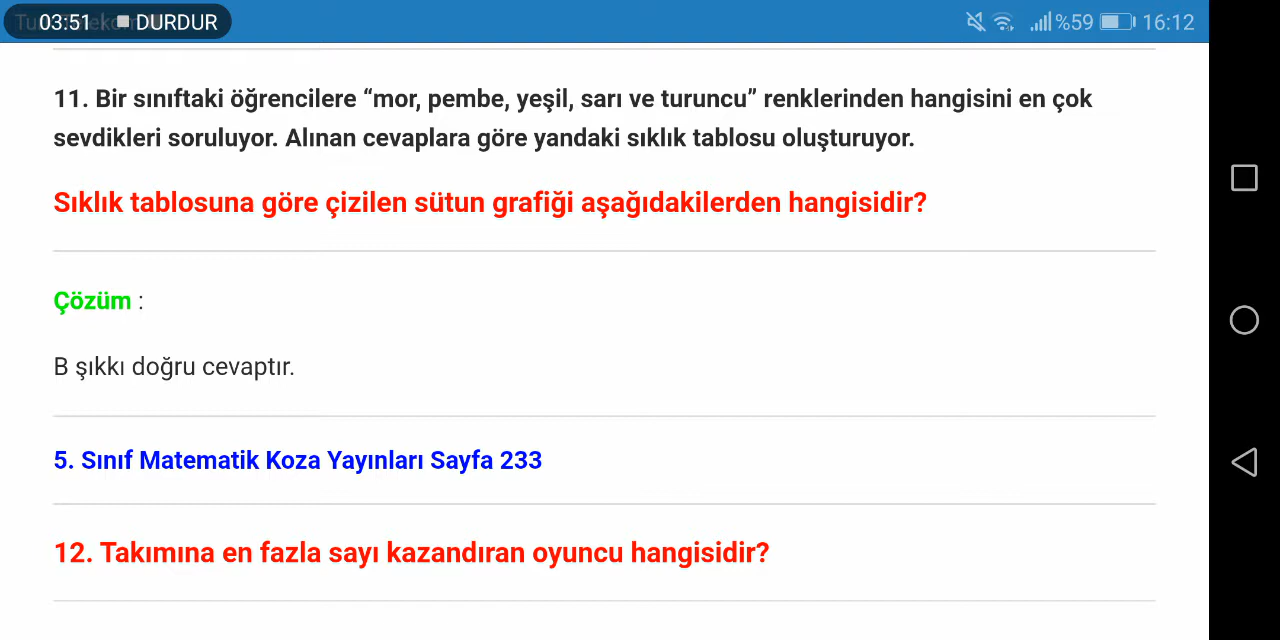 03:51 DURDUR %59 16:12
11. Bir sınıftaki öğrencilere “mor, pembe, yeşil, sarı ve turuncu” renklerinden hangisini en çok
sevdikleri soruluyor. Alınan cevaplara göre yandaki sıklık tablosu oluşturuyor.
Sıklık tablosuna göre çizilen sütun grafiği aşağıdakilerden hangisidir?
Çözüm :
B şıkkı doğru cevaptır.
5. Sınıf Matematik Koza Yayınları Sayfa 233
12. Takımına en fazla sayı kazandıran oyuncu hangisidir?